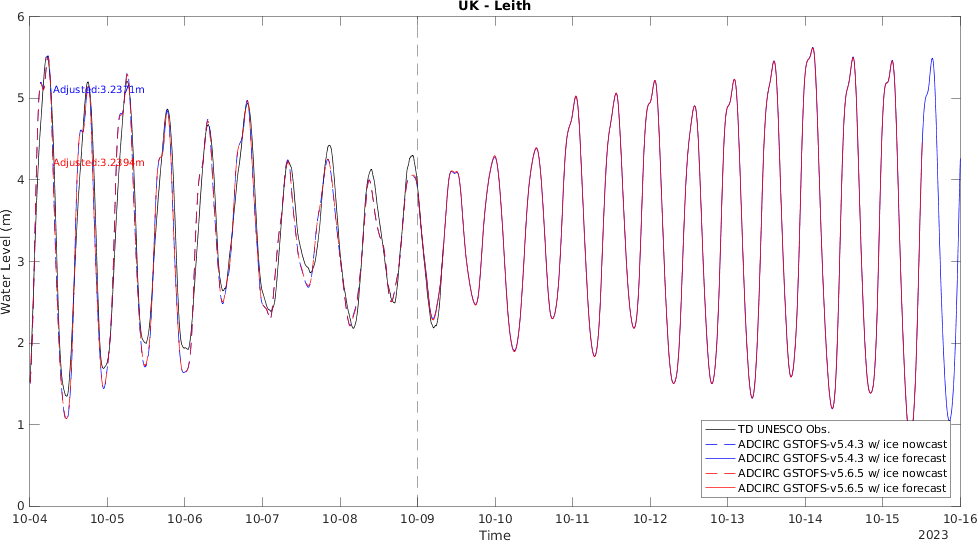 UK - Leith
6
5
4
3
2
1
0
Water Level (m)
Adjusted:3.2371m
Adjusted:3.2394m
TD UNESCO Obs.
ADCIRC GSTOFS-v5.4.3 w/ ice nowcast
ADCIRC GSTOFS-v5.4.3 w/ ice forecast
ADCIRC GSTOFS-v5.6.5 w/ ice nowcast
ADCIRC GSTOFS-v5.6.5 w/ ice forecast
10-04 10-05 10-06 10-07 10-08 10-09 10-10 10-11 10-12 10-13 10-14 10-15 10-16
Time
2023